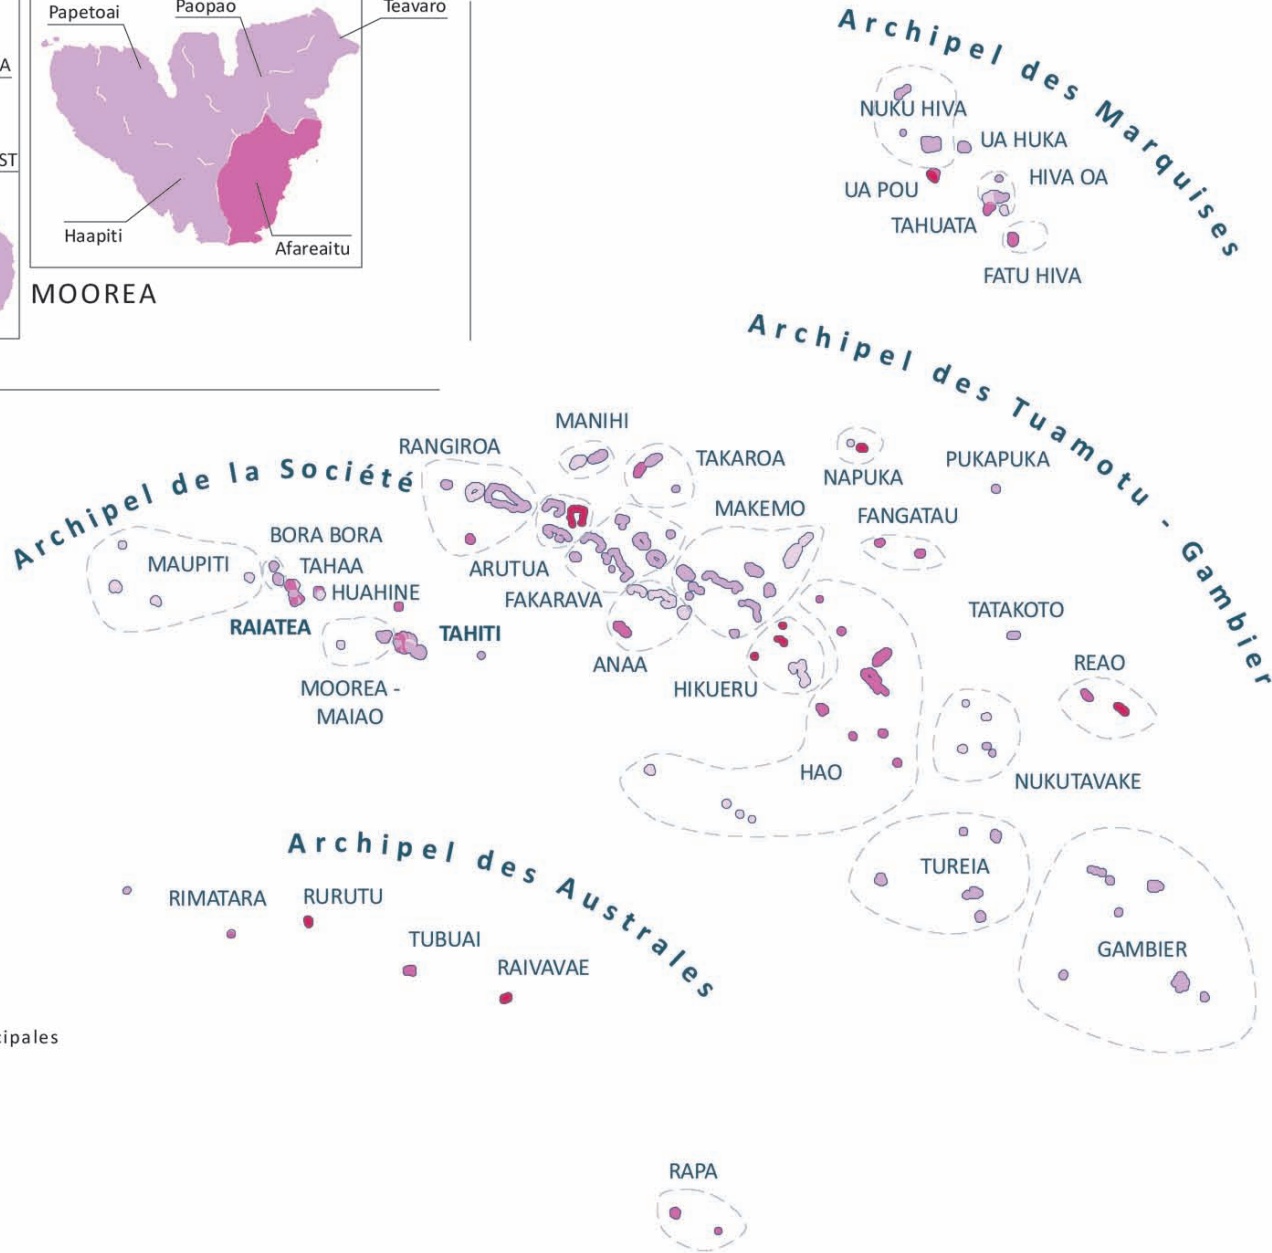 Papetoai
Paopao
Teavaro
A
ST
Haapiti
Afareaitu
MOOREA
Archipel des Marquises
NUKU HIVA
UA HUKA
HIVA OA
UA POU
TAHUATA
FATU HIVA
Archipel des Tuamotu - Gambier
MANIHI
RANGIROA
TAKAROA
NAPUKA
PUKAPUKA
Archipel de la Société
MAKEMO
FANGATAU
BORA BORA
MAUPITI
TAHAA
ARUTUA
HUAHINE
FAKARAVA
TATAKOTO
RAIATEA
TAHITI
ANAA
REAO
HIKUERU
MOOREA -
MAIAO
HAO
NUKUTAVAKE
Archipel des Australes
TUREIA
RIMATARA
RURUTU
TUBUAI
GAMBIER
RAIVAVAE
cipales
RAPA